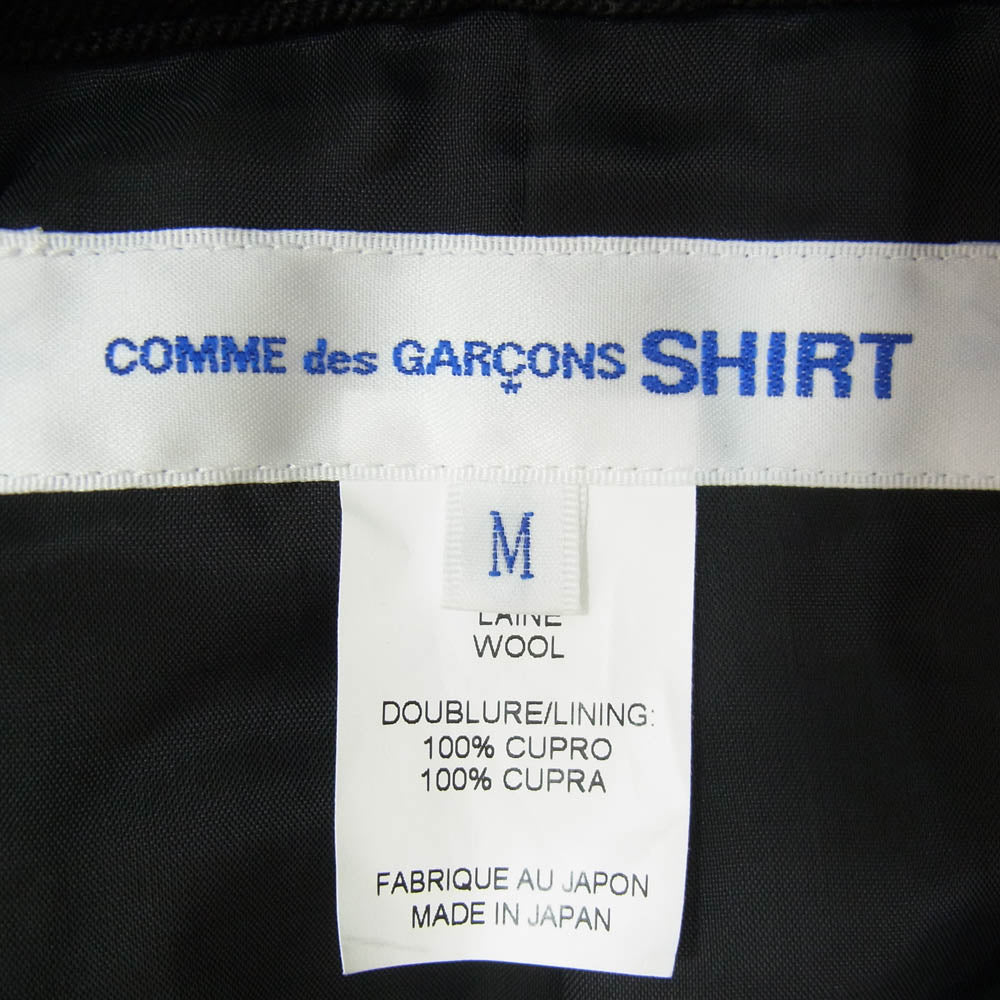 COMME des GARÇONS SHIRT
M
LAINE
WOOL
DOUBLURE/LINING:
100% CUPRO
100% CUPRA
FABRIQUE AU JAPON
MADE IN JAPAN